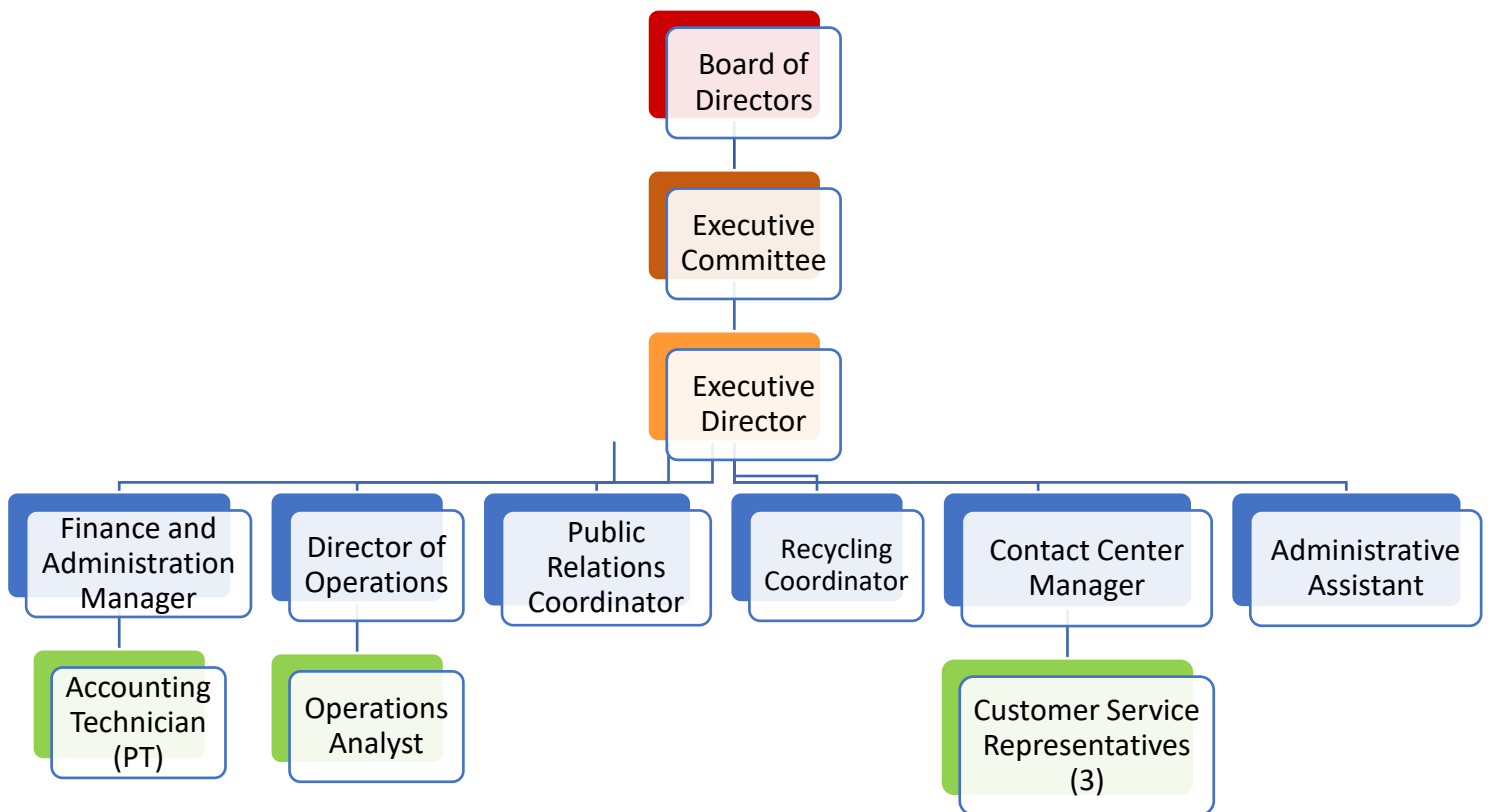 Board of
Directors
Executive
Committee
Executive
Director
Finance and
Administration
Manager
Director of
Operations
Public
Relations
Coordinator
Recycling
Coordinator
Contact Center
Manager
Administrative
Assistant
Accounting
Technician
(PT)
Operations
Analyst
Customer Service
Representatives
(3)